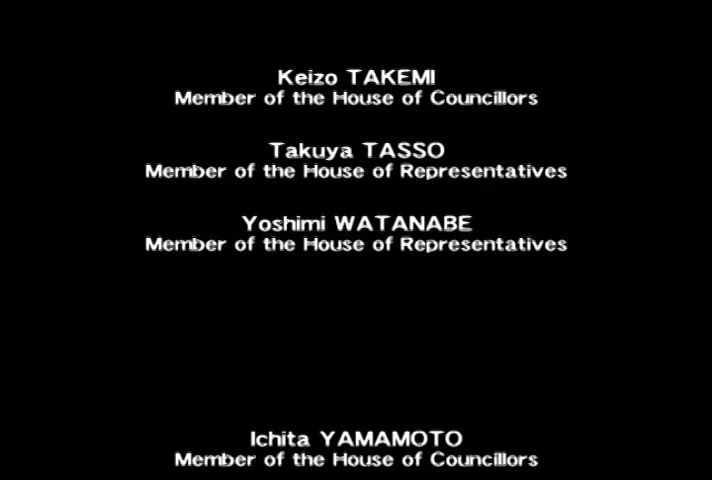 Keizo TAKEMI
Member of the House of Councillors
Takuya TASSO
Member of the House of Representatives
Yoshimi WATANABE
Member of the House of Representatives
Ichita YAMAMOTO
Member of the House of Councillors